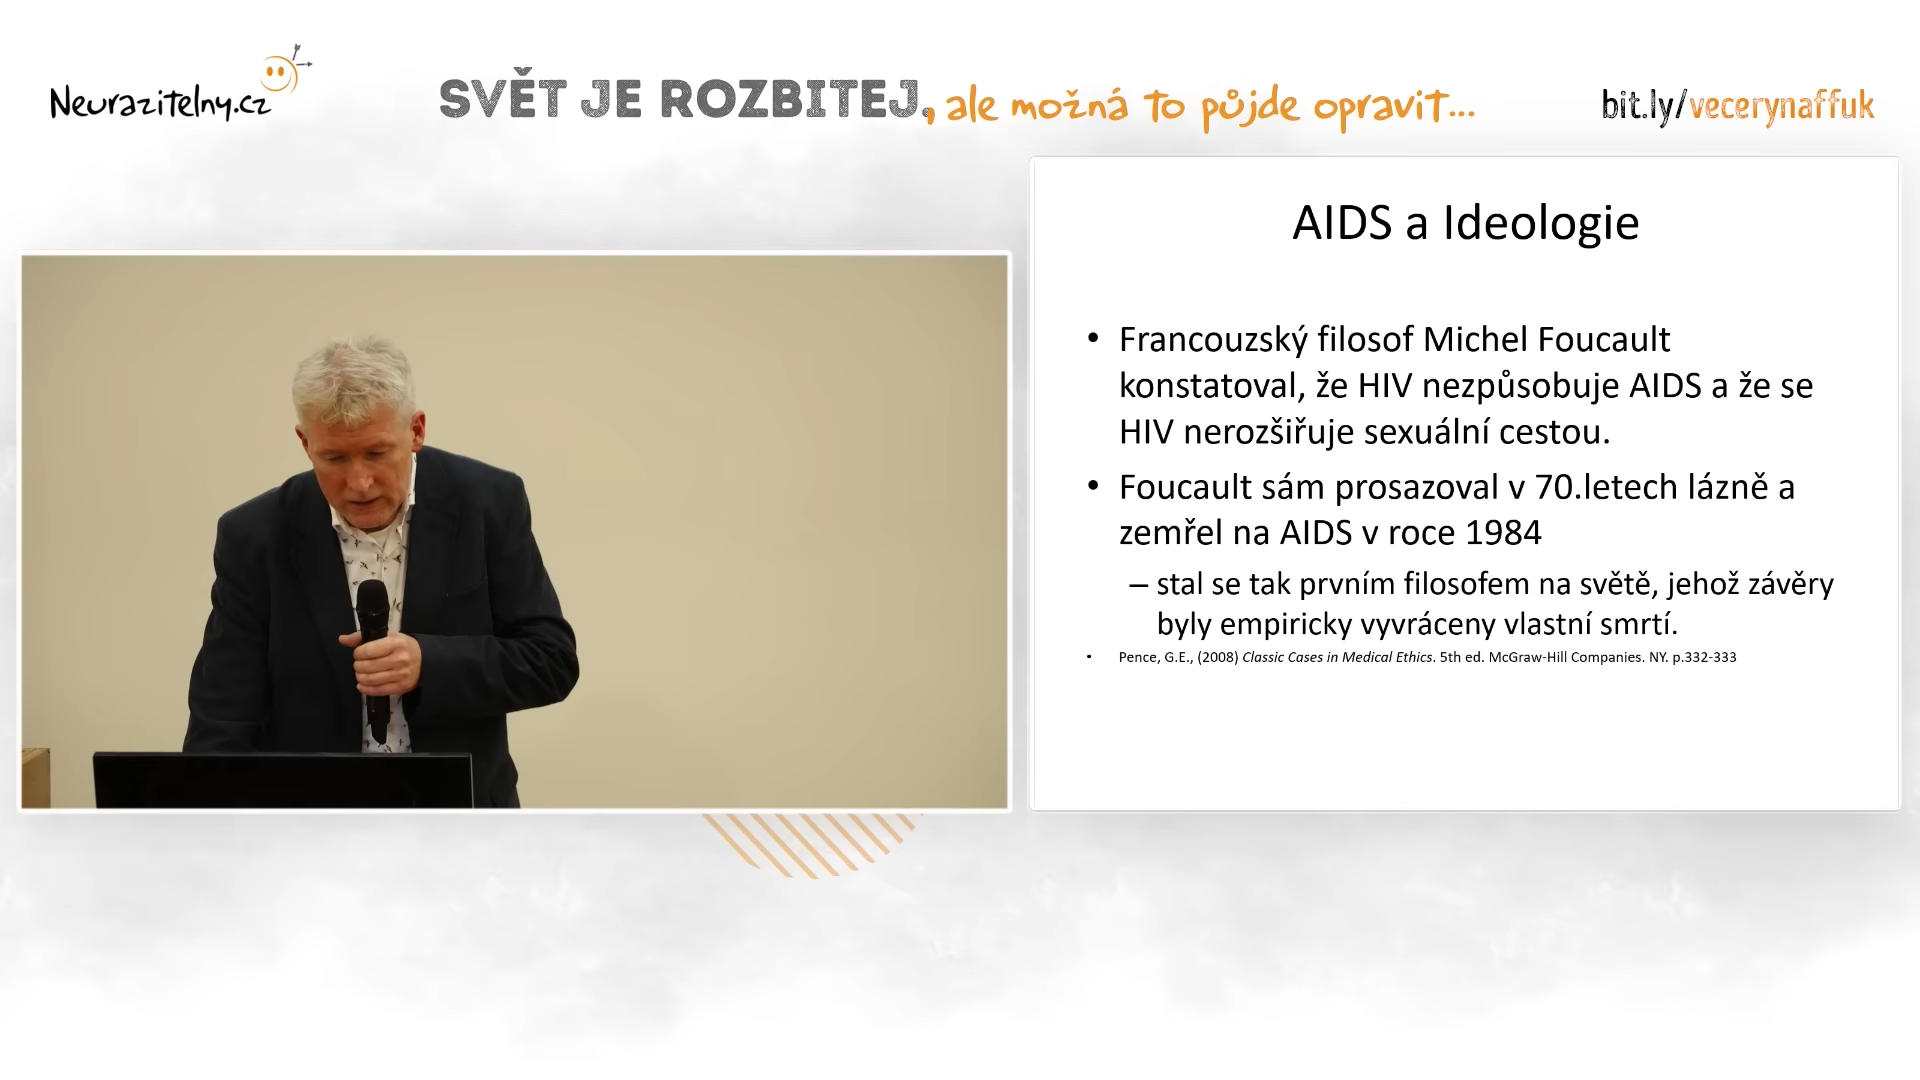 Neurazitelny.cz
SVĚT JE ROZBITEJ, ale možná to půjde opravit...
bit.ly/vecerynaffuk
AIDS a Ideologie
• Francouzský filosof Michel Foucault
konstatoval, že HIV nezpůsobuje AIDS a že se
HIV nerozšiřuje sexuální cestou.
• Foucault sám prosazoval v 70.letech lázně a
zemřel na AIDS v roce 1984
– stal se tak prvním filosofem na světě, jehož závěry
byly empiricky vyvráceny vlastní smrtí.
• Pence, G.E., (2008) Classic Cases in Medical Ethics. 5th ed. McGraw-Hill Companies. NY. p.332-333